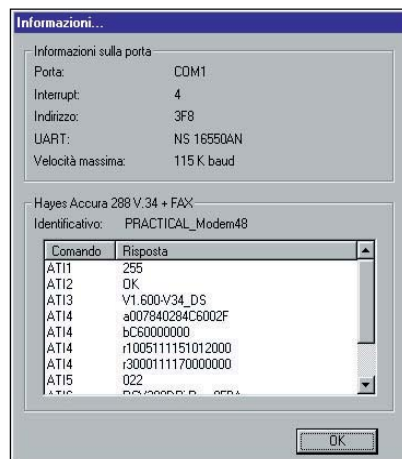 Informazioni...
Informazioni sulla porta
Porta: COM1
Interrupt: 4
Indirizzo: 3F8
UART: NS 16550AN
Velocità massima: 115 K baud
Hayes Accura 288 V.34 + FAX
Identificativo: PRACTICAL_Modem48
Comando Risposta
ATI1 255
ATI2 OK
ATI3 V1.600-V34_DS
ATI4 a007840284C6002F
ATI4 bC60000000
ATI4 r1005111151012000
ATI4 r3000111170000000
ATI5 022
OK